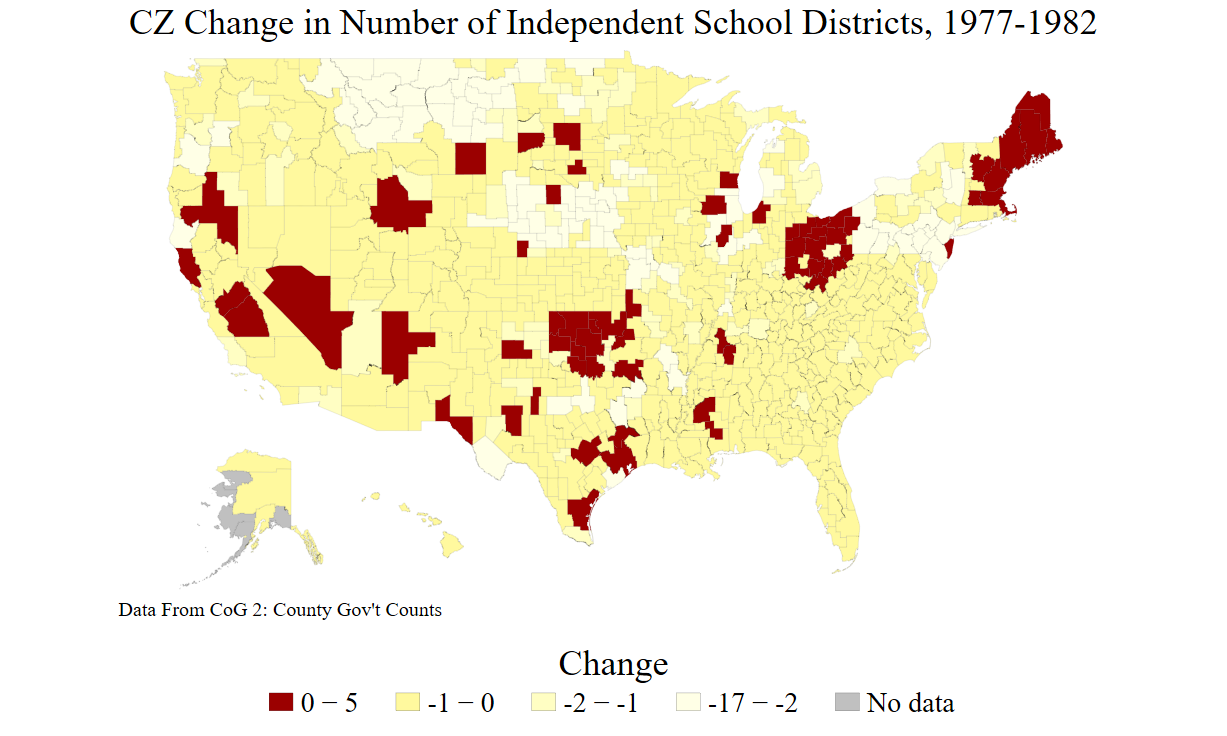 CZ Change in Number of Independent School Districts, 1977-1982
Data From CoG 2: County Gov't Counts
Change
0 − 5
-1 − 0
-2 − -1
-17 − -2
No data